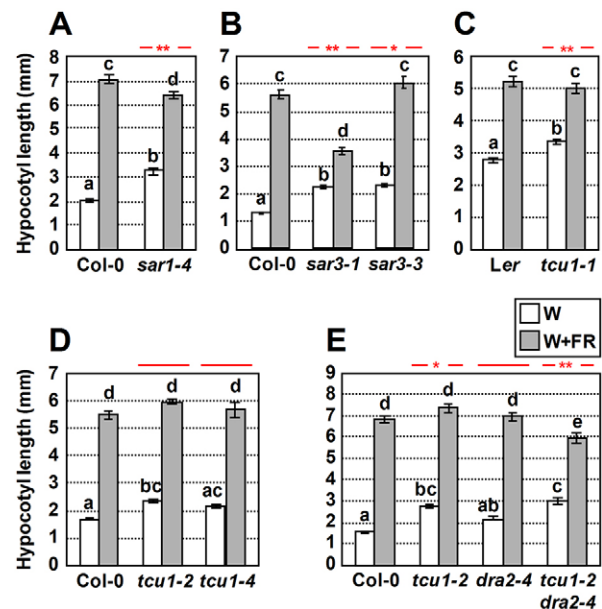 A
**
Hypocotyl length (mm)
8
7
6
5
4
3
2
1
0
a
c
b
d
Col-0 sar1-4
B
** *
7
6
5
4
3
2
1
0
a
c
b
d
b
c
Col-0 sar3-1 sar3-3
C
**
6
5
4
3
2
1
0
a
c
b
c
Ler tcu1-1
W
W+FR
D
Hypocotyl length (mm)
7
6
5
4
3
2
1
0
a
d
bc
d
ac
d
Col-0 tcu1-2 tcu1-4
E
* **
9
8
7
6
5
4
3
2
1
0
a
d
bc
d
ab
d
c
e
Col-0 tcu1-2 dra2-4 tcu1-2
dra2-4